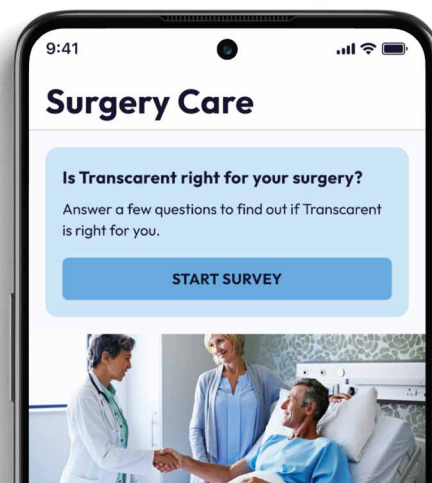 9:41
Surgery Care
Is Transcarent right for your surgery?
Answer a few questions to find out if Transcarent
is right for you.
START SURVEY